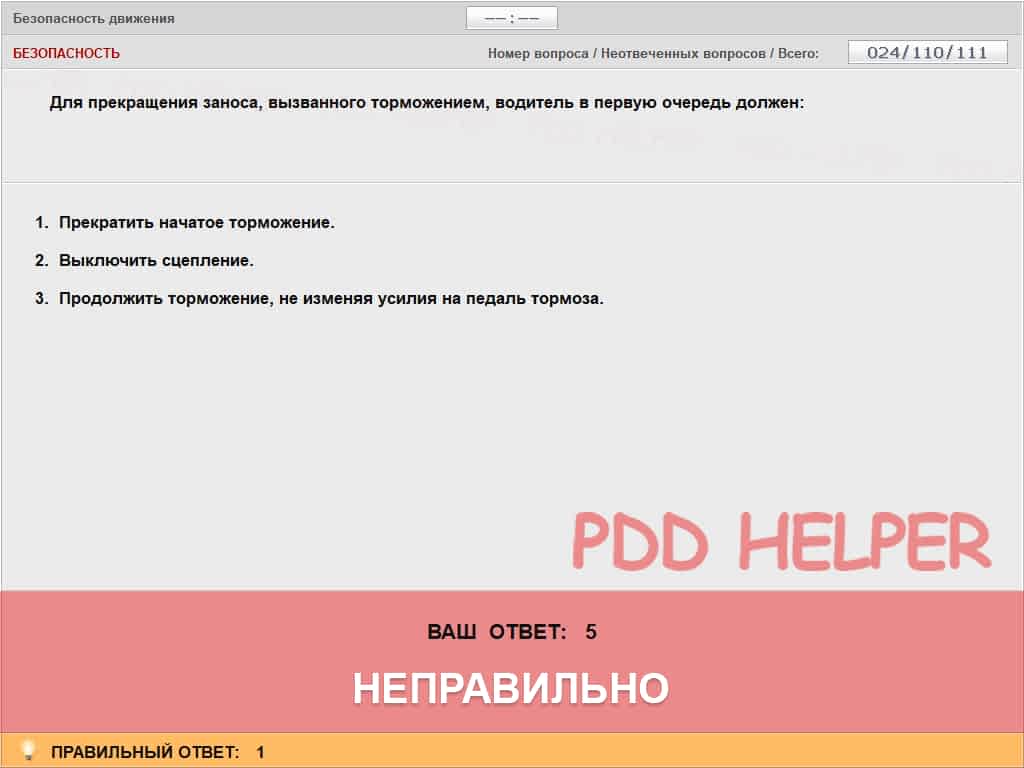 Безопасность движения
—— : ——
БЕЗОПАСНОСТЬ
Номер вопроса / Неотвеченных вопросов / Всего: 024/110/111
Для прекращения заноса, вызванного торможением, водитель в первую очередь должен:
1. Прекратить начатое торможение.
2. Выключить сцепление.
3. Продолжить торможение, не изменяя усилия на педаль тормоза.
PDD HELPER
ВАШ ОТВЕТ: 5
НЕПРАВИЛЬНО
ПРАВИЛЬНЫЙ ОТВЕТ: 1